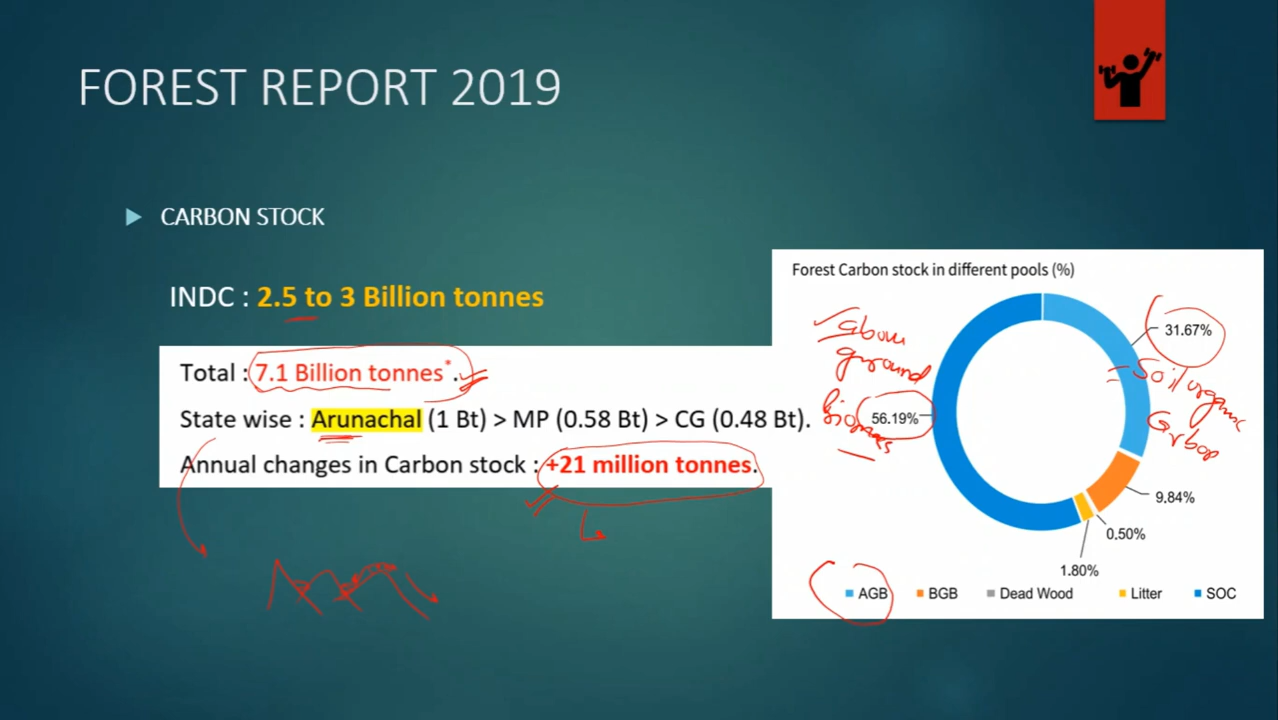 FOREST REPORT 2019
CARBON STOCK
INDC : 2.5 to 3 Billion tonnes
Total : 7.1 Billion tonnes*.
State wise : Arunachal (1 Bt) > MP (0.58 Bt) > CG (0.48 Bt).
Annual changes in Carbon stock : +21 million tonnes.
Forest Carbon stock in different pools (%)
31.67%
56.19%
9.84%
0.50%
1.80%
AGB BGB Dead Wood Litter SOC
above
ground
biomass
Soil organic
Carbon